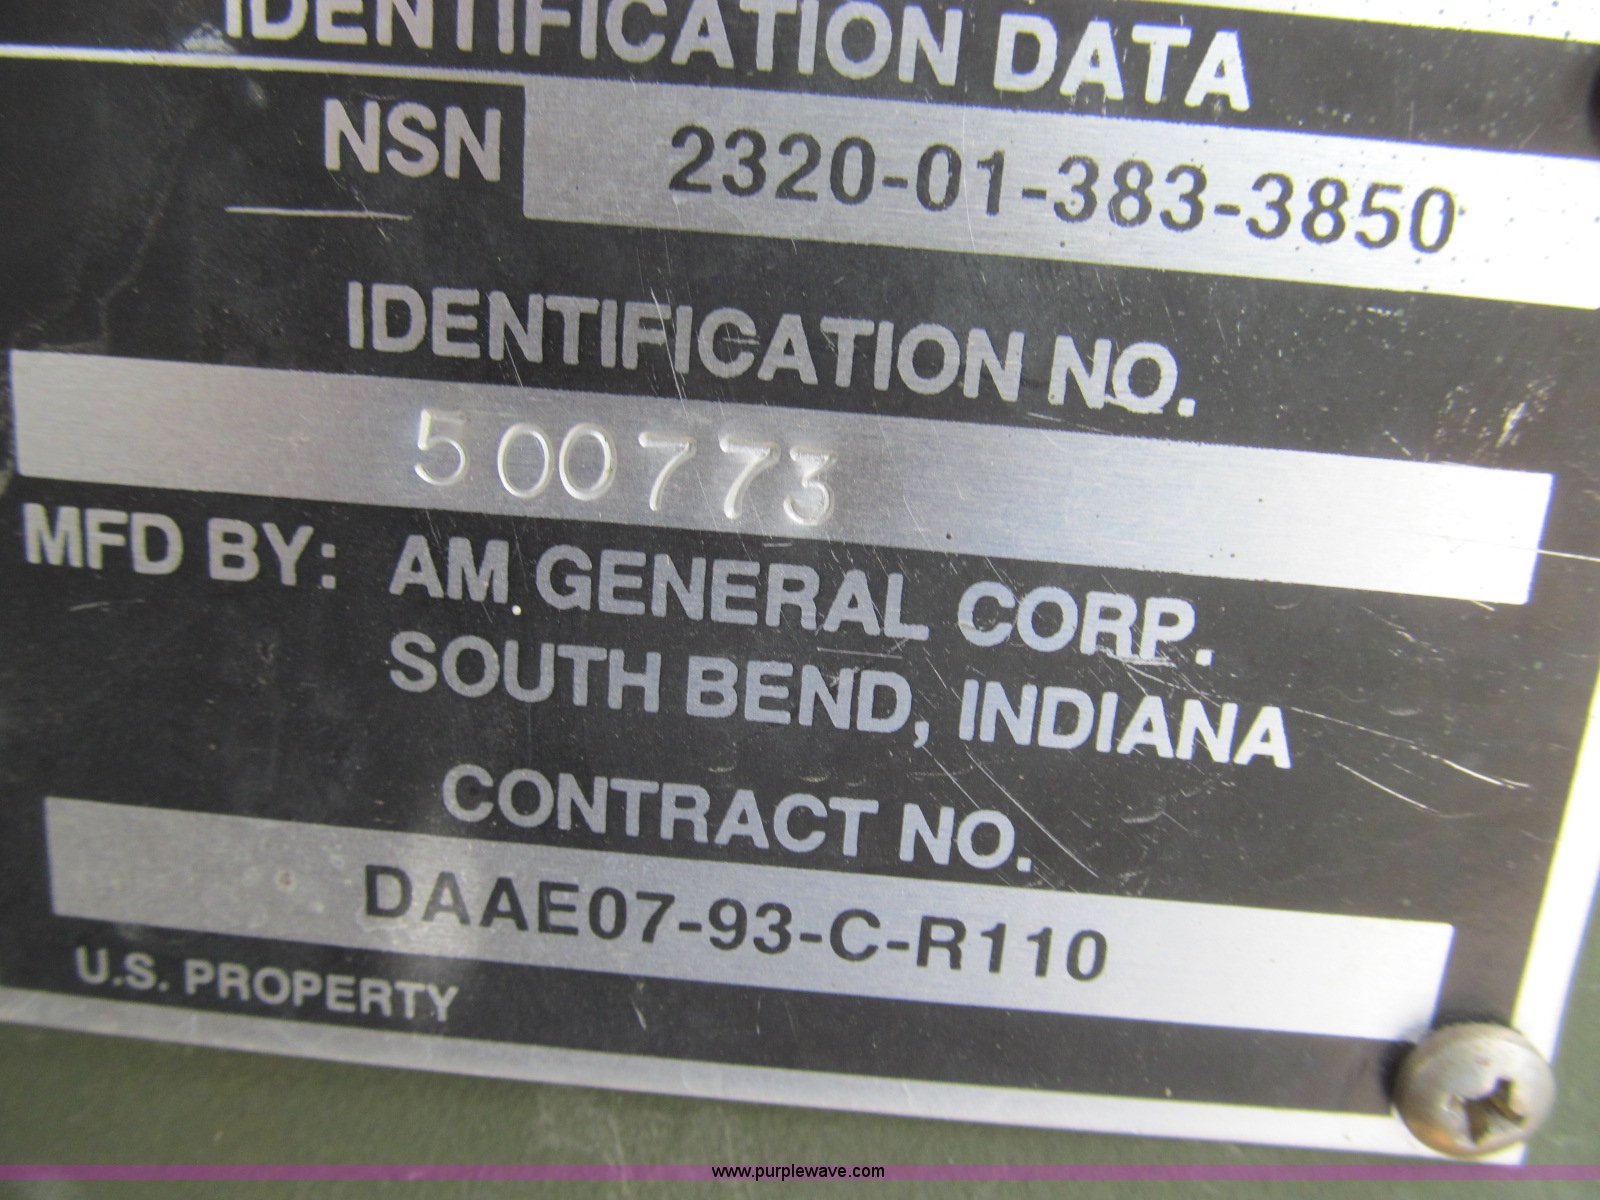 IDENTIFICATION DATA
NSN 2320-01-383-3850
IDENTIFICATION NO.
500773
MFD BY: AM GENERAL CORP.
SOUTH BEND, INDIANA
CONTRACT NO.
DAAE07-93-C-R110
U.S. PROPERTY
www.purplewave.com